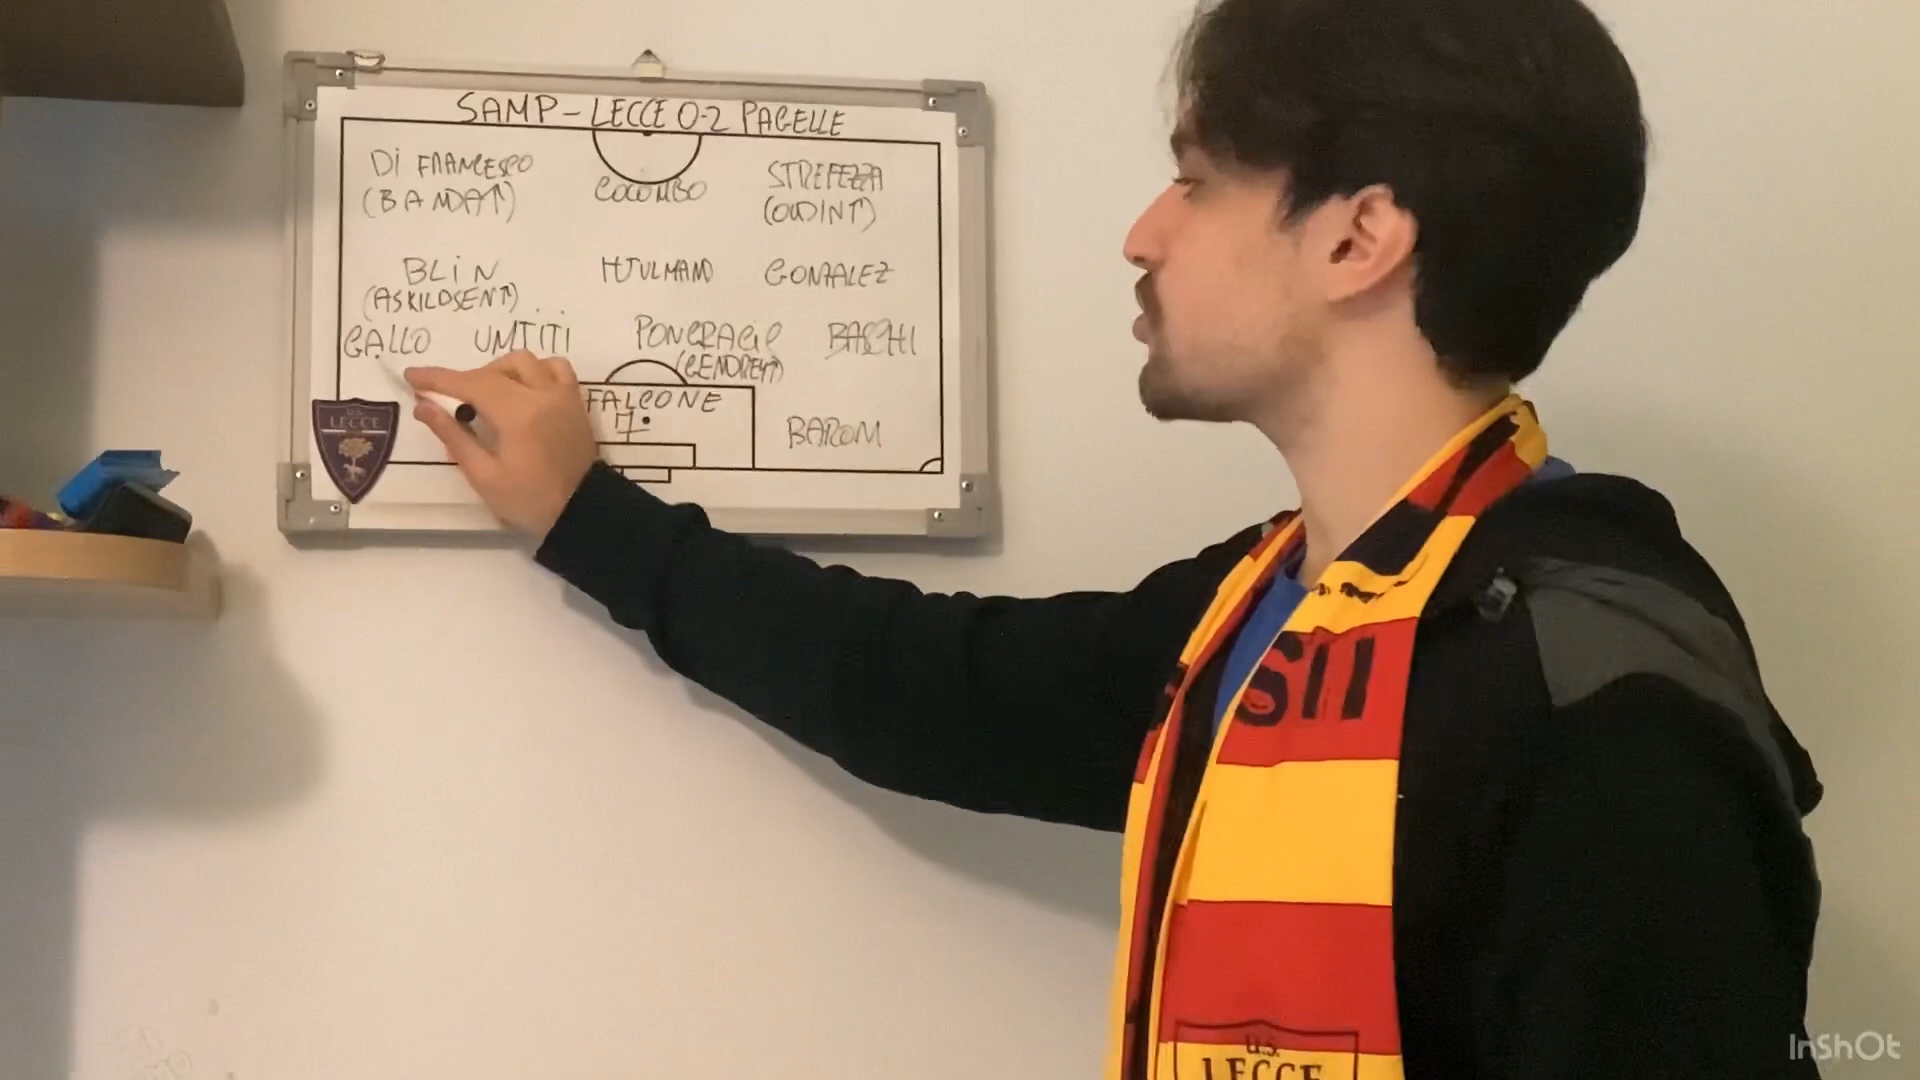 SAMP-LECCE 0-2 PAGELLE
DI FRANCESCO
(BANDA↑)
COLOMBO
STREFEZZA
(OUDIN↑)
BLIN
(ASKILDSEN↑)
HJULMAND
GONZALEZ
GALLO
UMTITI
PONGRACIC
(GENDREY↑)
BASCHI
FALCONE
7-
BARONI
U.S.
LECCE
U.S.
LECCE
InShOt